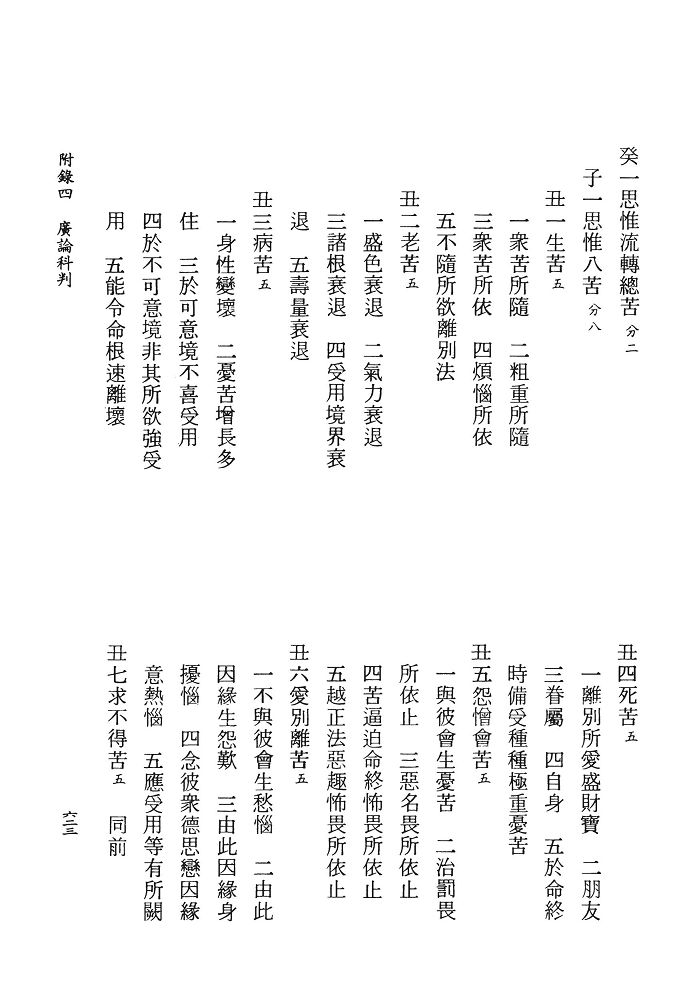 癸一思惟流轉總苦 分二
子一思惟八苦 分八
丑一生苦 五
一衆苦所隨　二粗重所隨
三衆苦所依　四煩惱所依
五不隨所欲離別法
丑二老苦 五
一盛色衰退　二氣力衰退
三諸根衰退　四受用境界衰
退　五壽量衰退
丑三病苦 五
一身性變壞　二憂苦增長多
住　三於可意境不喜受用
四於不可意境非其所欲強受
用　五能令命根速離壞
丑四死苦 五
一離別所愛盛財寶　二朋友
三眷屬　四自身　五於命終
時備受種種極重憂苦
丑五怨憎會苦 五
一與彼會生憂苦　二治罰畏
所依止　三惡名畏所依止
四苦逼迫命終怖畏所依止
五越正法惡趣怖畏所依止
丑六愛別離苦 五
一不與彼會生愁惱　二由此
因緣生怨歎　三由此因緣身
擾惱　四念彼衆德思戀因緣
意熱惱　五應受用等有所闕
丑七求不得苦 五　同前
附錄四　廣論科判
六二三